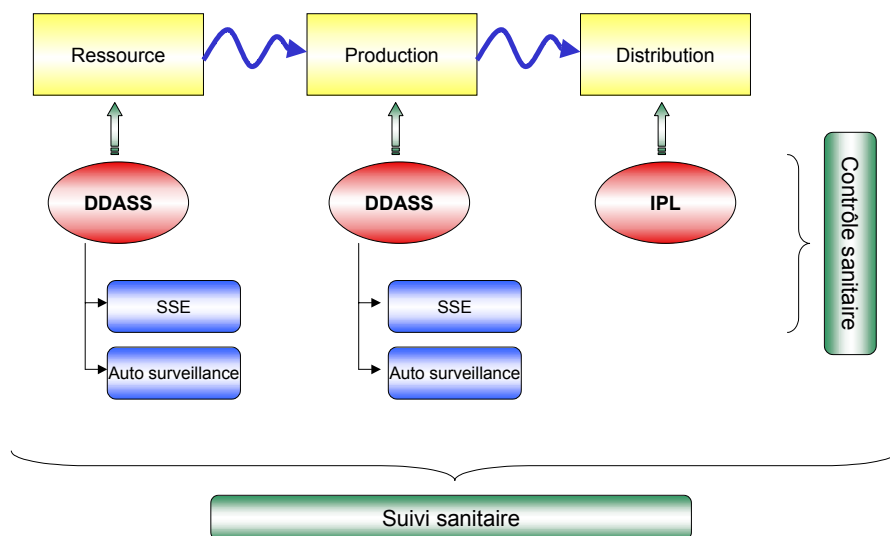 Ressource
Production
Distribution
DDASS
DDASS
IPL
Contrôle sanitaire
SSE
SSE
Auto surveillance
Auto surveillance
Suivi sanitaire